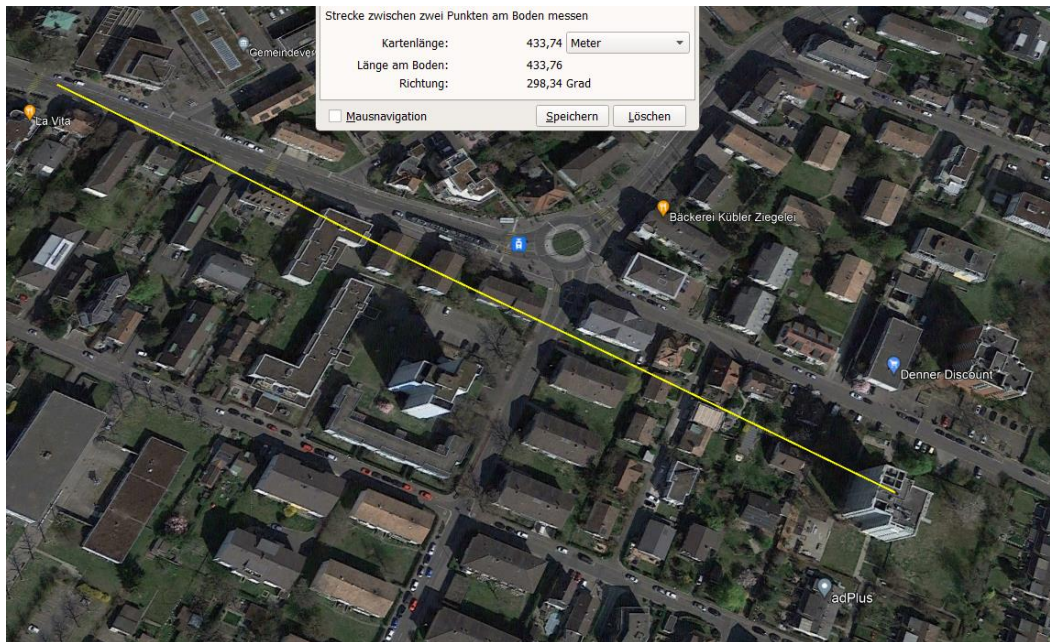 Strecke zwischen zwei Punkten am Boden messen
Kartenlänge: 433,74 Meter
Länge am Boden: 433,76
Richtung: 298,34 Grad
Mausnavigation Speichern Löschen
Gemeindever
La Vita
Bäckerei Kübler Ziegelei
Denner Discount
adPlus